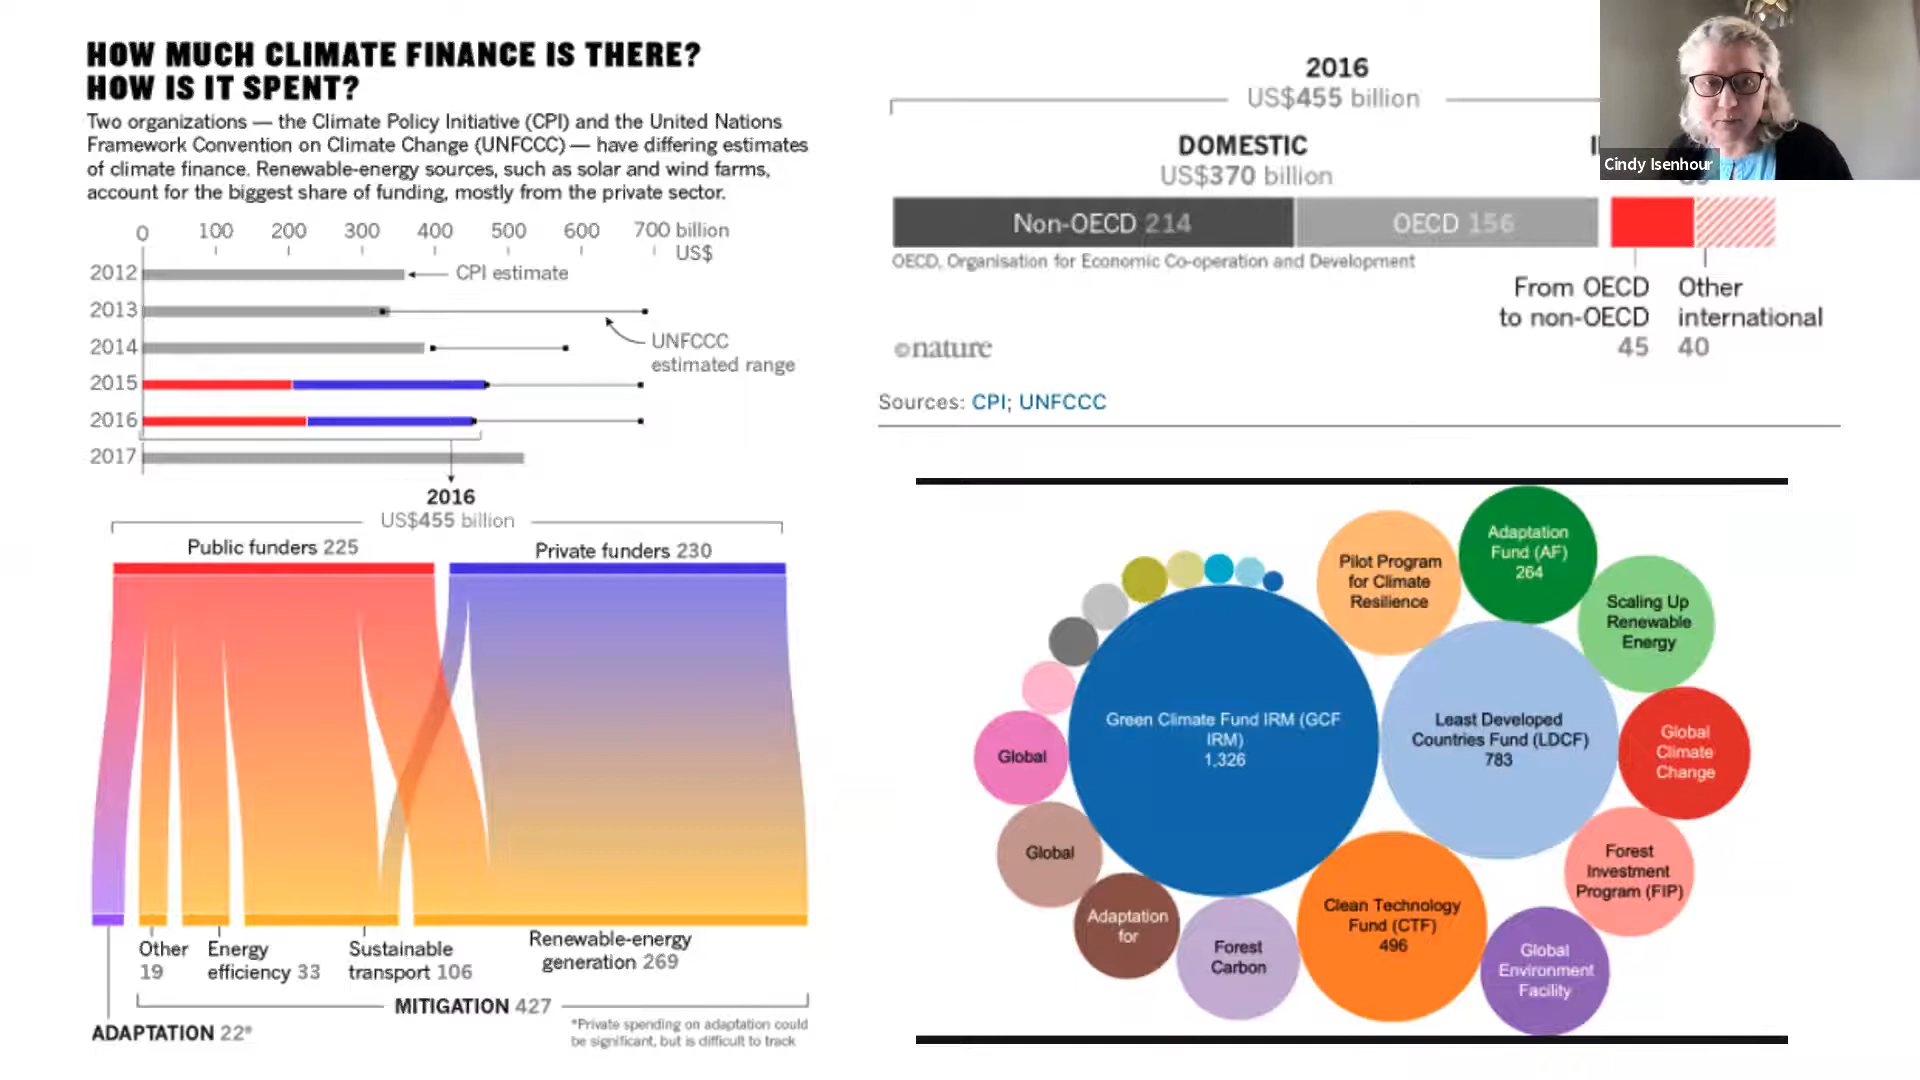 HOW MUCH CLIMATE FINANCE IS THERE?
HOW IS IT SPENT?
Two organizations — the Climate Policy Initiative (CPI) and the United Nations
Framework Convention on Climate Change (UNFCCC) — have differing estimates
of climate finance. Renewable-energy sources, such as solar and wind farms,
account for the biggest share of funding, mostly from the private sector.
0 100 200 300 400 500 600 700 billion
US$
2012
CPI estimate
2013
UNFCCC
estimated range
2014
2015
2016
2017
2016
US$455 billion
Public funders 225
Private funders 230
Other
19
Energy
efficiency 33
Sustainable
transport 106
Renewable-energy
generation 269
MITIGATION 427
ADAPTATION 22*
*Private spending on adaptation could
be significant, but is difficult to track
2016
US$455 billion
DOMESTIC
US$370 billion
Non-OECD 214
OECD 156
OECD, Organisation for Economic Co-operation and Development
From OECD
to non-OECD
45
Other
international
40
©nature
Sources: CPI; UNFCCC
Cindy Isenhour
Pilot Program
for Climate
Resilience
Adaptation
Fund (AF)
264
Scaling Up
Renewable
Energy
Green Climate Fund IRM (GCF
IRM)
1,326
Least Developed
Countries Fund (LDCF)
783
Global
Climate
Change
Global
Global
Adaptation
for
Forest
Carbon
Clean Technology
Fund (CTF)
496
Forest
Investment
Program (FIP)
Global
Environment
Facility